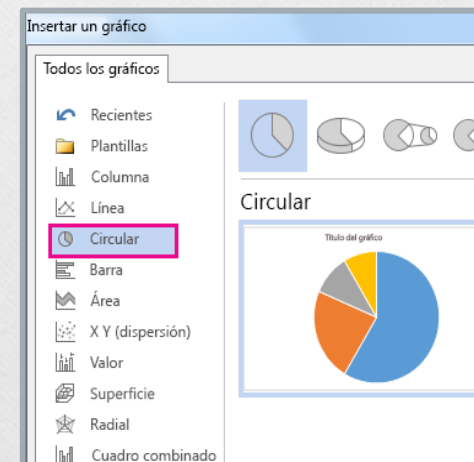 Insertar un gráfico
Todos los gráficos
Recientes
Plantillas
Columna
Línea
Circular
Barra
Área
X Y (dispersión)
Valor
Superficie
Radial
Cuadro combinado
Circular
Título del gráfico